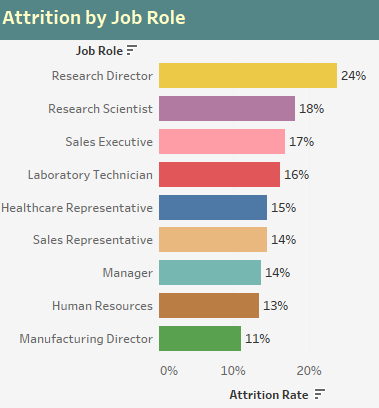 Attrition by Job Role
Job Role
Research Director 24%
Research Scientist 18%
Sales Executive 17%
Laboratory Technician 16%
Healthcare Representative 15%
Sales Representative 14%
Manager 14%
Human Resources 13%
Manufacturing Director 11%
0% 10% 20%
Attrition Rate